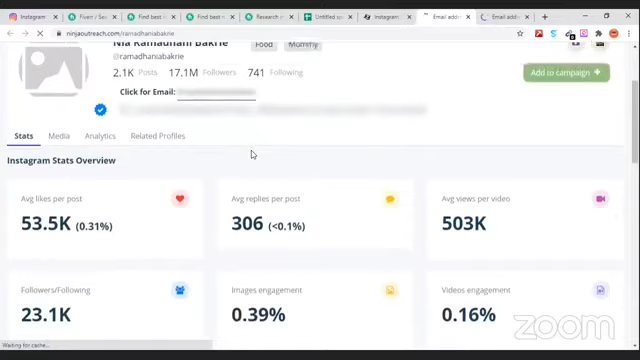 Instagram
Fiverr / Sea
Find best i
Find best n
Research o
Untitled sp
Instagram
Email addre
Email addre
ninjaoutreach.com/ramadhaniabakrie
Nia Ramadhani Bakrie
Food
Mommy
@ramadhaniabakrie
2.1K Posts 17.1M Followers 741 Following
Add to campaign +
Click for Email:
Stats Media Analytics Related Profiles
Instagram Stats Overview
Avg likes per post
53.5K (0.31%)
Avg replies per post
306 (<0.1%)
Avg views per video
503K
Followers/Following
23.1K
Images engagement
0.39%
Videos engagement
0.16%
Waiting for cache...
zoom